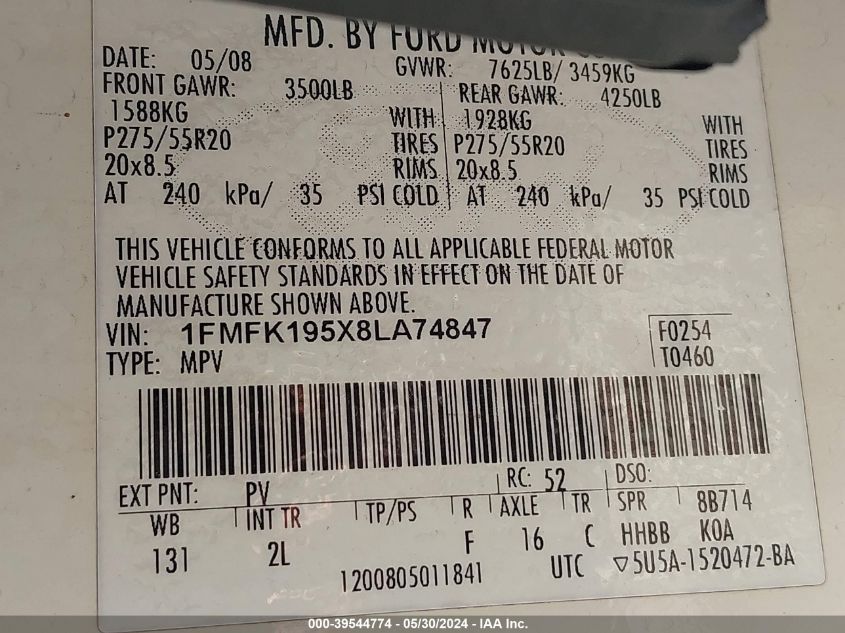 MFD. BY FORD MOTOR
DATE: 05/08 GVWR: 7625LB/ 3459KG
FRONT GAWR: 3500LB REAR GAWR: 4250LB
1588KG WITH 1928KG WITH
P275/55R20 TIRES P275/55R20 TIRES
20x8.5 RIMS 20x8.5 RIMS
AT 240 kPa/ 35 PSI COLD AT 240 kPa/ 35 PSI COLD
THIS VEHICLE CONFORMS TO ALL APPLICABLE FEDERAL MOTOR
VEHICLE SAFETY STANDARDS IN EFFECT ON THE DATE OF
MANUFACTURE SHOWN ABOVE.
VIN: 1FMFK195X8LA74847 F0254
TYPE: MPV T0460
EXT PNT: PV RC: 52 DSO:
WB INT TR TP/PS R AXLE TR SPR 8B714
131 2L F 16 C HHBB KOA
1200805011841 UTC ▽5U5A-1520472-BA
000-39544774 - 05/30/2024 - IAA Inc.